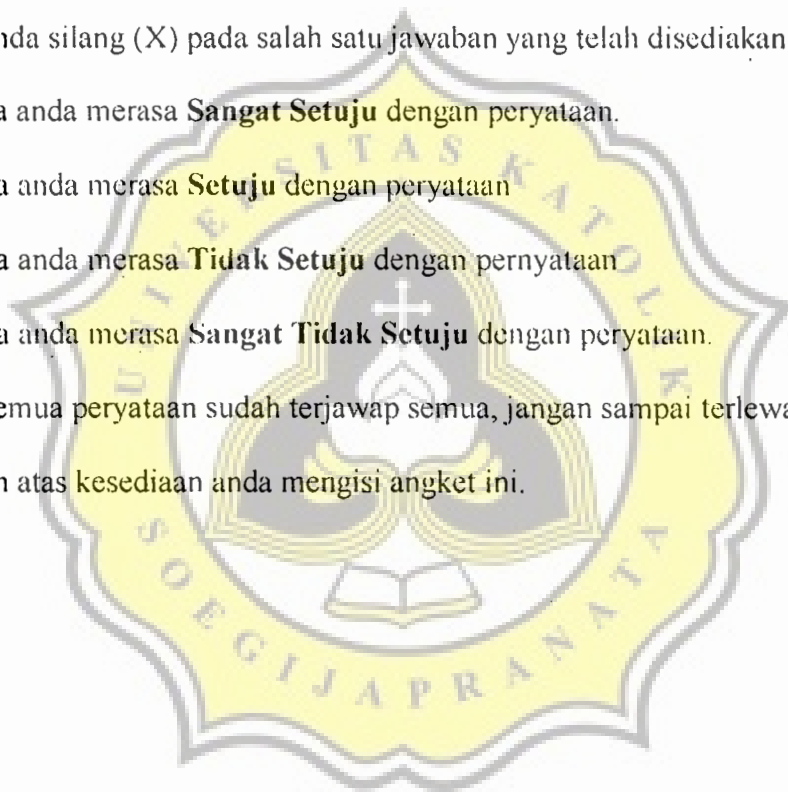 nda silang (X) pada salah satu jawaban yang telah disediakan
a anda merasa Sangat Setuju dengan peryataan.
a anda merasa Setuju dengan peryataan
a anda merasa Tidak Setuju dengan pernyataan
a anda merasa Sangat Tidak Setuju dengan peryataan.
emua peryataan sudah terjawap semua, jangan sampai terlewa
n atas kesediaan anda mengisi angket ini.
UNIVERSITAS KATOLIK
SOEGIJAPRANATA